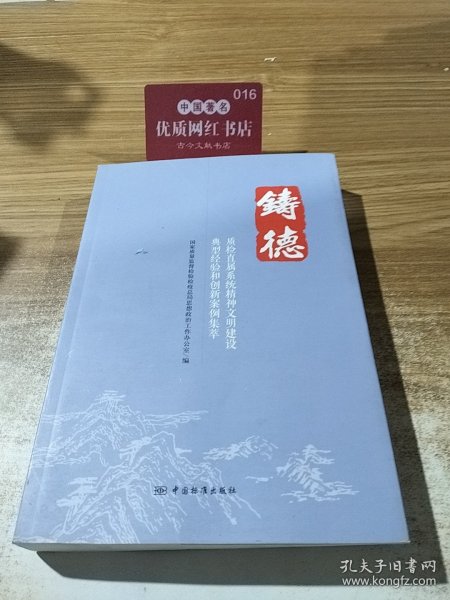 016
中国著名
优质网红书店
古今文献书店
鑄德
质检直属系统精神文明建设
典型经验和创新案例集萃
国家质量监督检验检疫总局思想政治工作办公室 编
中国标准出版社
孔夫子旧书网
www.kongfz.com